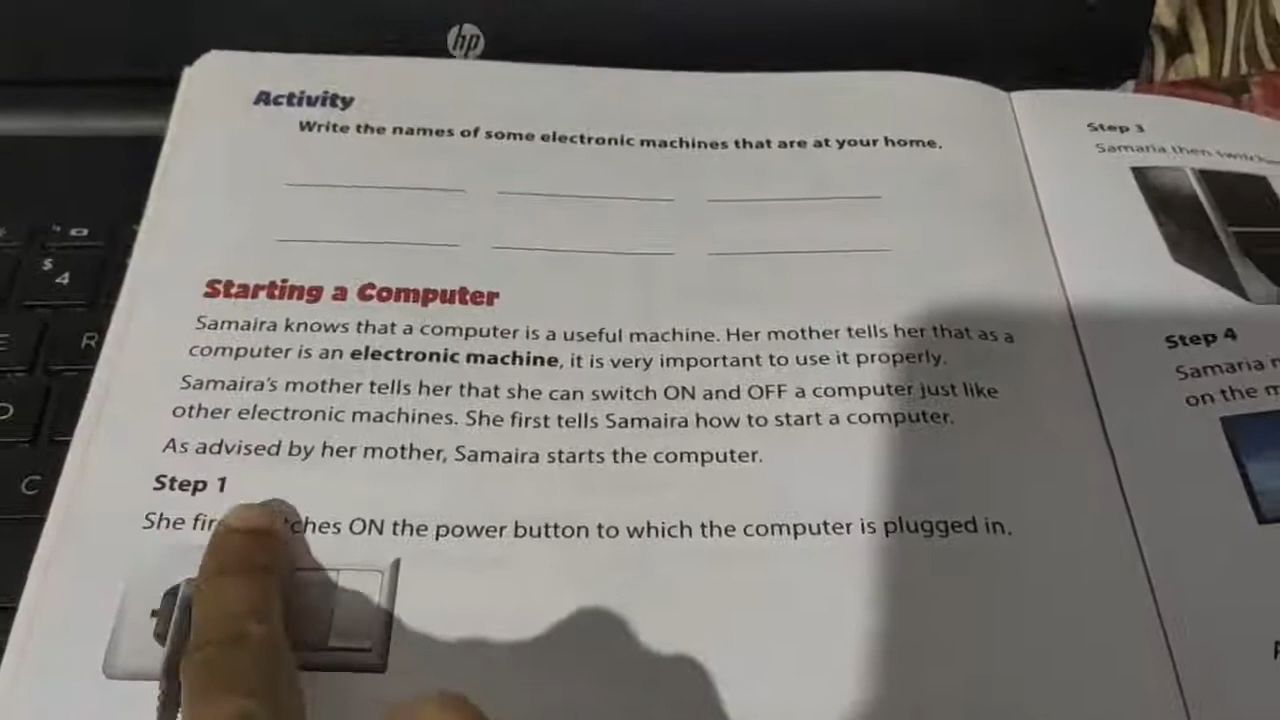 hp
Activity
Write the names of some electronic machines that are at your home.
Starting a Computer
Samaira knows that a computer is a useful machine. Her mother tells her that as a
computer is an electronic machine, it is very important to use it properly.
Samaira's mother tells her that she can switch ON and OFF a computer just like
other electronic machines. She first tells Samaira how to start a computer.
As advised by her mother, Samaira starts the computer.
Step 1
She ON the power button to which the computer is plugged in.
Step 3
Samaria then
Step 4
Samaria
on the
$
4
E
R
C